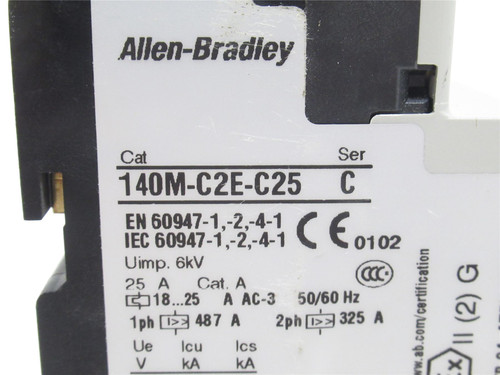 Allen-Bradley
Cat Ser
140M-C2E-C25 C
EN 60947-1,-2,-4-1
IEC 60947-1,-2,-4-1
CE 0102
Uimp. 6kV
25 A Cat. A
CCC
18...25 A AC-3 50/60 Hz
1ph I>> 487 A 2ph I>> 325 A
Ue Icu Ics
V kA kA
www.ab.com/certification
II (2) G